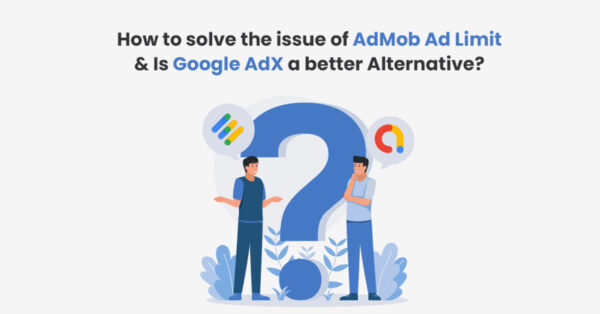 How to solve the issue of AdMob Ad Limit
& Is Google AdX a better Alternative?